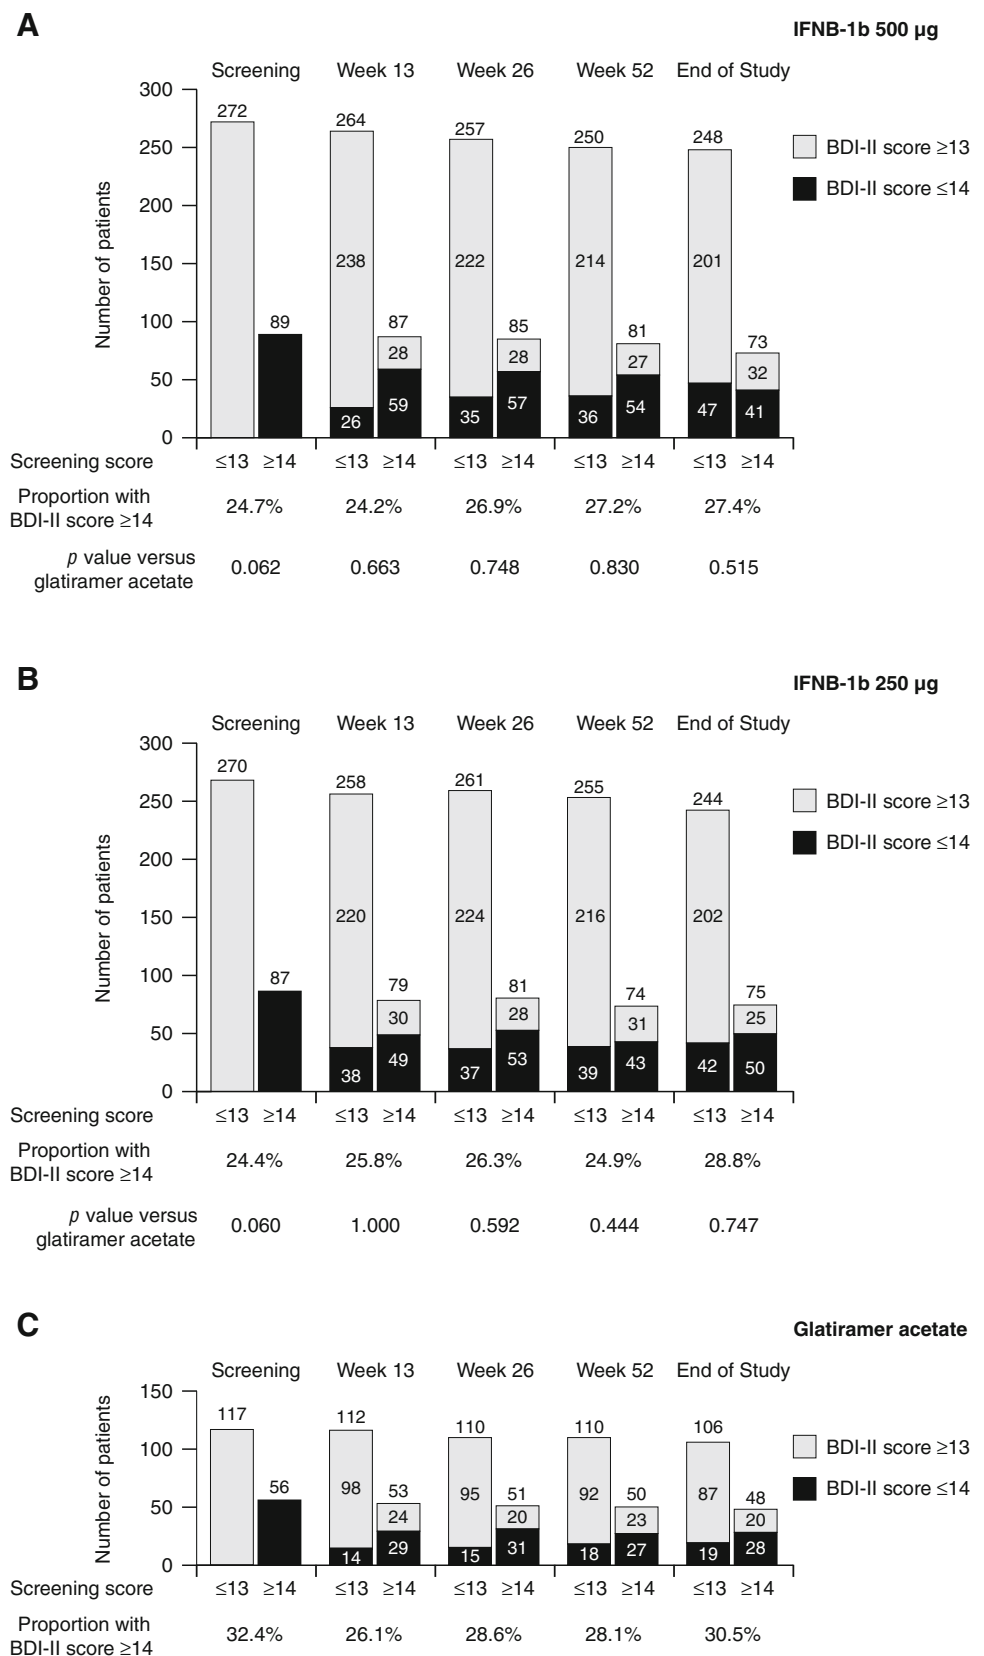 A
IFNB-1b 500 µg
Screening Week 13 Week 26 Week 52 End of Study
300
250
200
150
100
50
0
Number of patients
272
89
264
238
26
87
28
59
257
222
35
85
28
57
250
214
36
81
27
54
248
201
47
73
32
41
BDI-II score ≥13
BDI-II score ≤14
Screening score ≤13 ≥14 ≤13 ≥14 ≤13 ≥14 ≤13 ≥14 ≤13 ≥14
Proportion with
BDI-II score ≥14
24.7% 24.2% 26.9% 27.2% 27.4%
p value versus
glatiramer acetate
0.062 0.663 0.748 0.830 0.515
B
IFNB-1b 250 µg
Screening Week 13 Week 26 Week 52 End of Study
300
250
200
150
100
50
0
Number of patients
270
87
258
220
38
79
30
49
261
224
37
81
28
53
255
216
39
74
31
43
244
202
42
75
25
50
BDI-II score ≥13
BDI-II score ≤14
Screening score ≤13 ≥14 ≤13 ≥14 ≤13 ≥14 ≤13 ≥14 ≤13 ≥14
Proportion with
BDI-II score ≥14
24.4% 25.8% 26.3% 24.9% 28.8%
p value versus
glatiramer acetate
0.060 1.000 0.592 0.444 0.747
C
Glatiramer acetate
Screening Week 13 Week 26 Week 52 End of Study
150
100
50
0
Number of patients
117
56
112
98
14
53
24
29
110
95
15
51
20
31
110
92
18
50
23
27
106
87
19
48
20
28
BDI-II score ≥13
BDI-II score ≤14
Screening score ≤13 ≥14 ≤13 ≥14 ≤13 ≥14 ≤13 ≥14 ≤13 ≥14
Proportion with
BDI-II score ≥14
32.4% 26.1% 28.6% 28.1% 30.5%